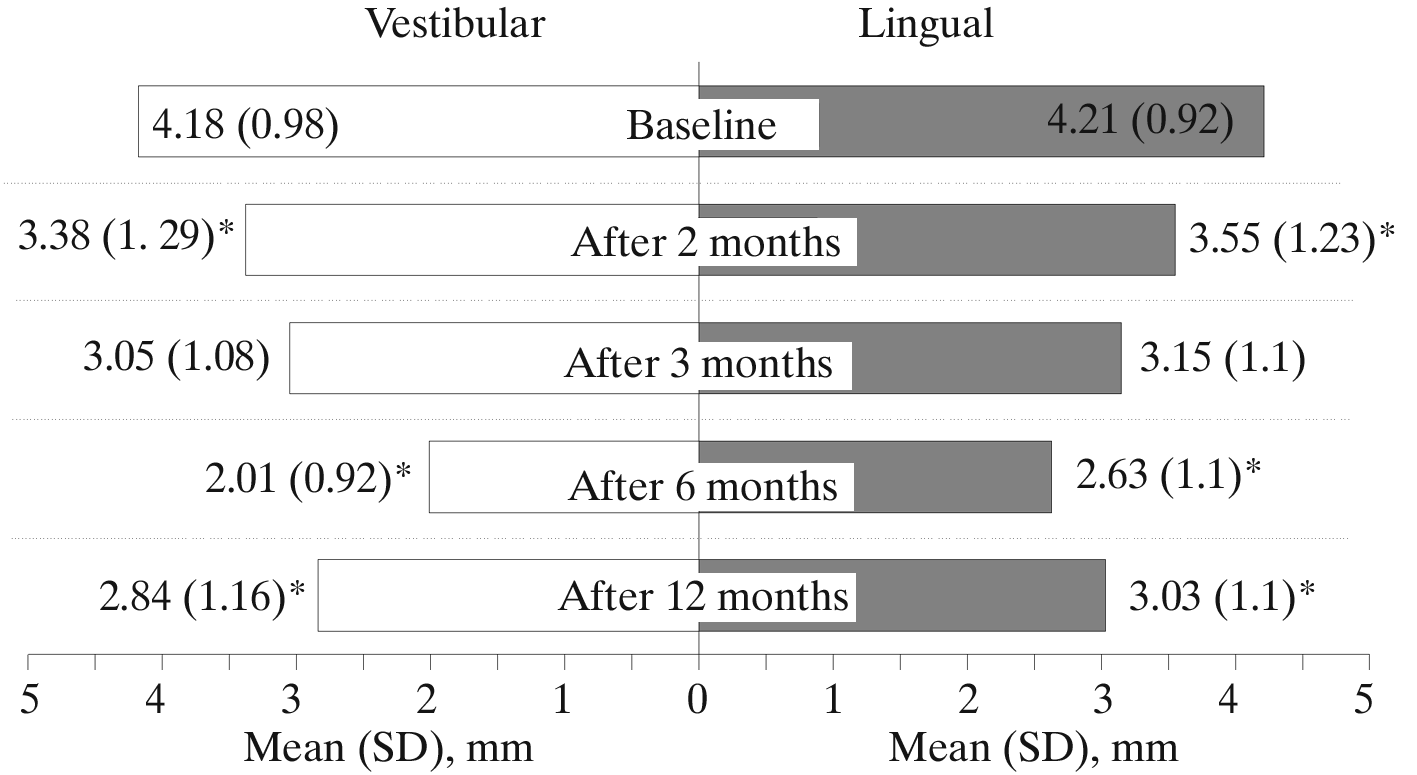 Vestibular Lingual
4.18 (0.98) Baseline 4.21 (0.92)
3.38 (1. 29)* After 2 months 3.55 (1.23)*
3.05 (1.08) After 3 months 3.15 (1.1)
2.01 (0.92)* After 6 months 2.63 (1.1)*
2.84 (1.16)* After 12 months 3.03 (1.1)*
5 4 3 2 1 0 1 2 3 4 5
Mean (SD), mm Mean (SD), mm